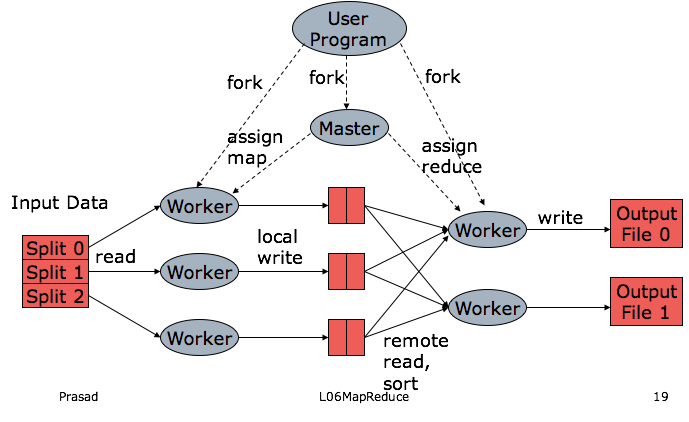 User
Program
fork
fork
fork
Master
assign
map
assign
reduce
Input Data
Split 0
Split 1
Split 2
read
Worker
Worker
Worker
local
write
remote
read,
sort
Worker
Worker
write
Output
File 0
Output
File 1
Prasad
L06MapReduce
19